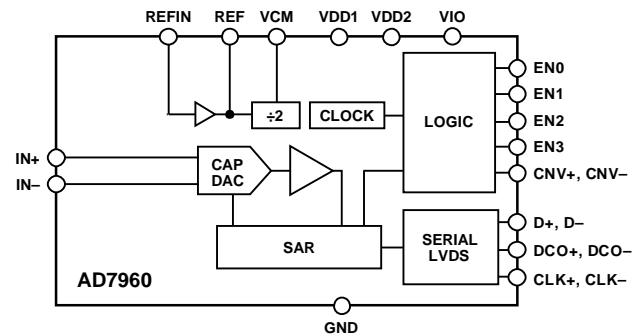 REFIN REF VCM VDD1 VDD2 VIO
EN0
EN1
÷2 CLOCK LOGIC EN2
EN3
IN+ CAP
DAC CNV+, CNV–
IN–
SAR SERIAL
LVDS D+, D–
DCO+, DCO–
AD7960 CLK+, CLK–
GND